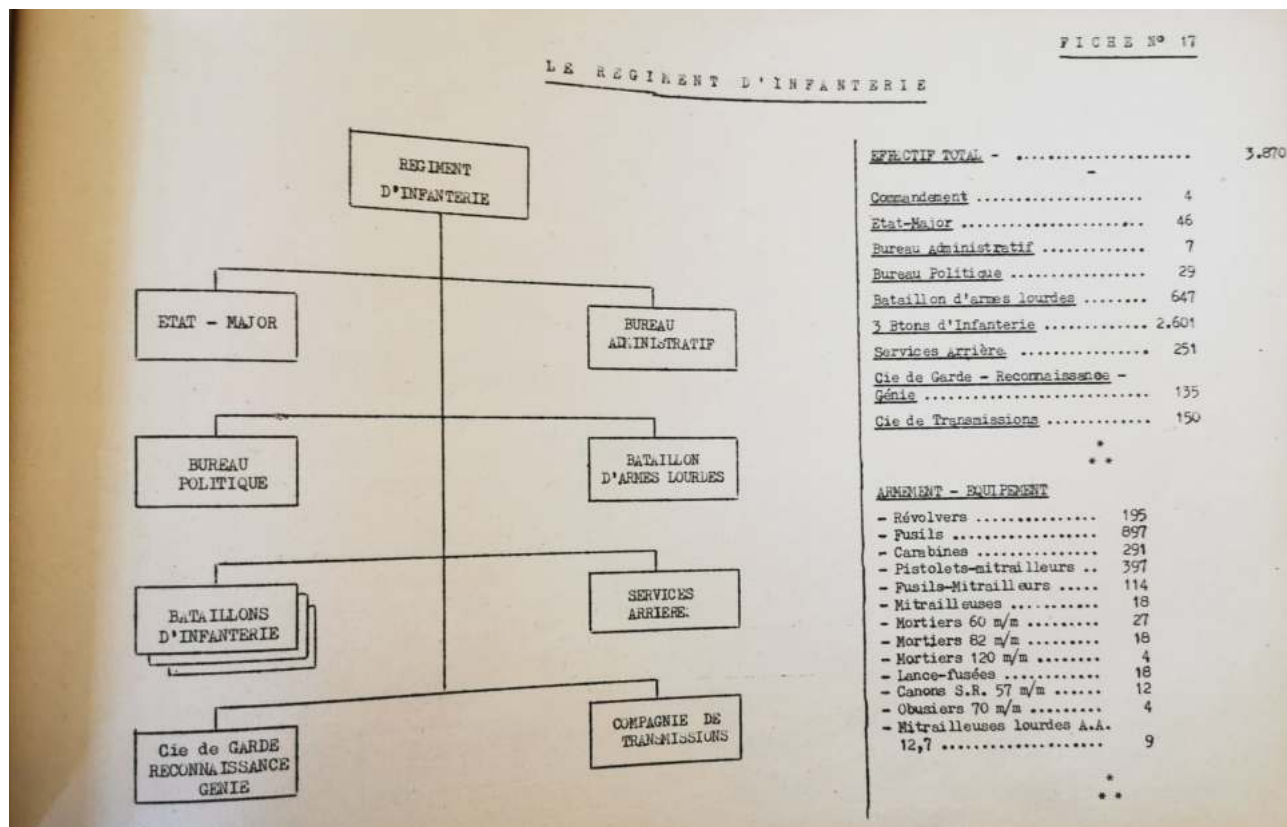 FICHE Nº 17
LE REGIMENT D'INFANTERIE
REGIMENT
D'INFANTERIE
ETAT - MAJOR
BUREAU
ADMINISTRATIF
BUREAU
POLITIQUE
BATAILLON
D'ARMES LOURDES
BATAILLONS
D'INFANTERIE
SERVICES
ARRIERE
Cie de GARDE
RECONNAISSANCE
GENIE
COMPAGNIE DE
TRANSMISSIONS
EFFECTIF TOTAL - ...................... 3.870
-
Commandement .................... 4
Etat-Major ....................... 46
Bureau Administratif ............. 7
Bureau Politique ................. 29
Bataillon d'armes lourdes ........ 647
3 Btons d'Infanterie ............. 2.601
Services Arrière ................ 251
Cie de Garde - Reconnaissance -
Génie ............................. 135
Cie de Transmissions ............. 150
*
* *
ARMEMENT - EQUIPEMENT
- Révolvers ............... 195
- Fusils .................. 897
- Carabines ............... 291
- Pistolets-mitrailleurs .. 397
- Fusils-Mitrailleurs ..... 114
- Mitrailleuses ........... 18
- Mortiers 60 m/m ......... 27
- Mortiers 82 m/m ......... 18
- Mortiers 120 m/m ........ 4
- Lance-fusées ............ 18
- Canons S.R. 57 m/m ...... 12
- Obusiers 70 m/m ......... 4
- Mitrailleuses lourdes A.A.
12,7 .................... 9
*
* *